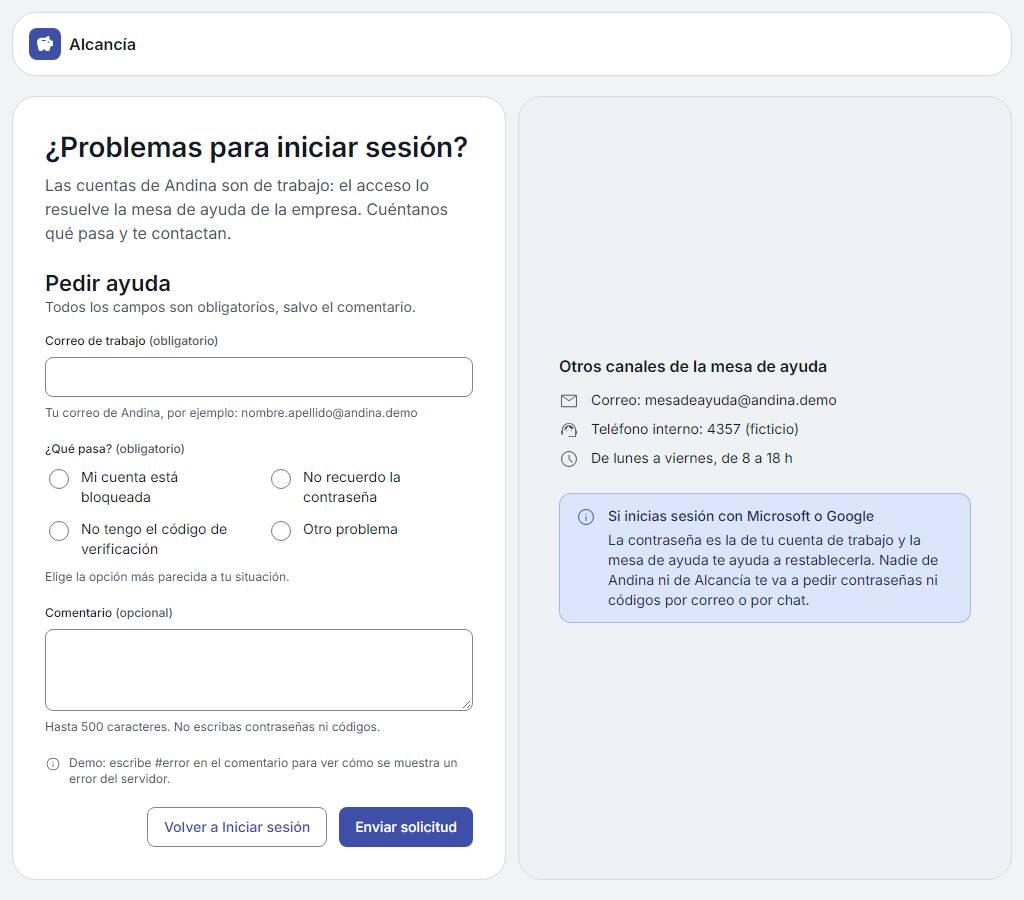 Alcancía
¿Problemas para iniciar sesión?
Las cuentas de Andina son de trabajo: el acceso lo
resuelve la mesa de ayuda de la empresa. Cuéntanos
qué pasa y te contactan.
Pedir ayuda
Todos los campos son obligatorios, salvo el comentario.
Correo de trabajo (obligatorio)
Tu correo de Andina, por ejemplo: nombre.apellido@andina.demo
¿Qué pasa? (obligatorio)
Mi cuenta está
bloqueada
No recuerdo la
contraseña
No tengo el código de
verificación
Otro problema
Elige la opción más parecida a tu situación.
Comentario (opcional)
Hasta 500 caracteres. No escribas contraseñas ni códigos.
Demo: escribe #error en el comentario para ver cómo se muestra un
error del servidor.
Volver a Iniciar sesión
Enviar solicitud
Otros canales de la mesa de ayuda
Correo: mesadeayuda@andina.demo
Teléfono interno: 4357 (ficticio)
De lunes a viernes, de 8 a 18 h
Si inicias sesión con Microsoft o Google
La contraseña es la de tu cuenta de trabajo y la
mesa de ayuda te ayuda a restablecerla. Nadie de
Andina ni de Alcancía te va a pedir contraseñas ni
códigos por correo o por chat.